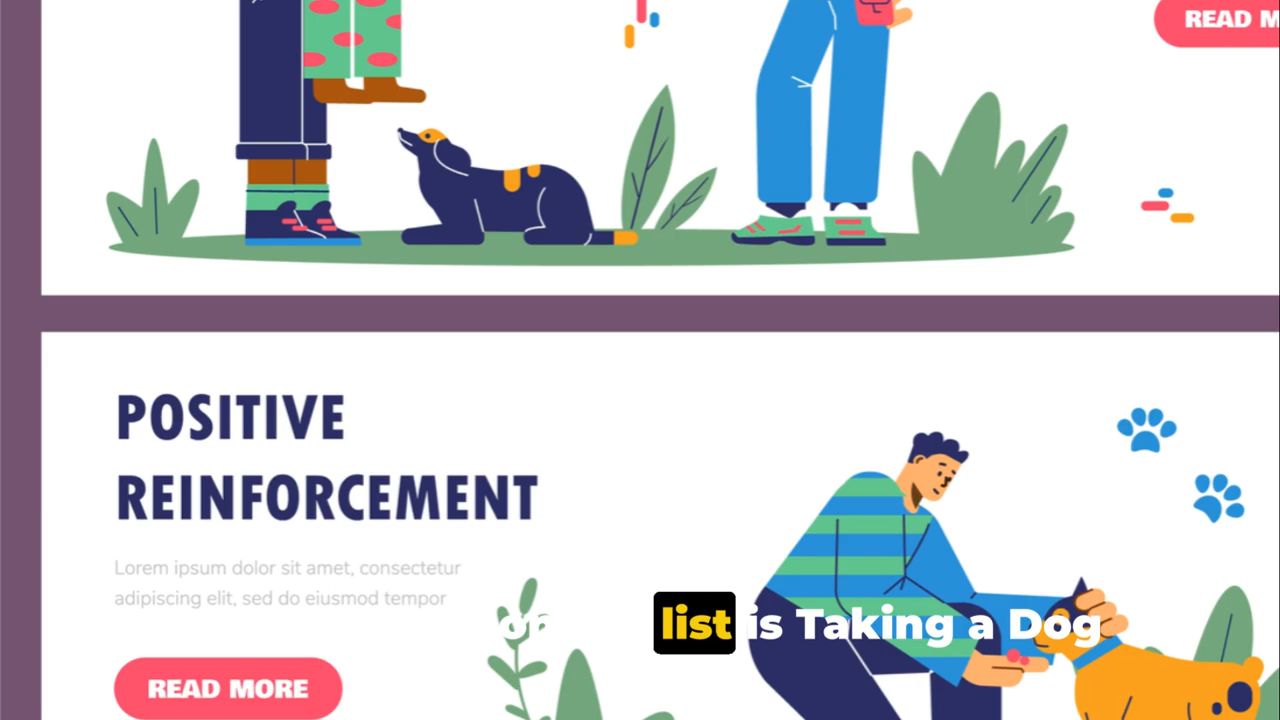 READ M
POSITIVE
REINFORCEMENT
Lorem ipsum dolor sit amet, consectetur
adipiscing elit, sed do eiusmod tempor
list is Taking a Dog
READ MORE